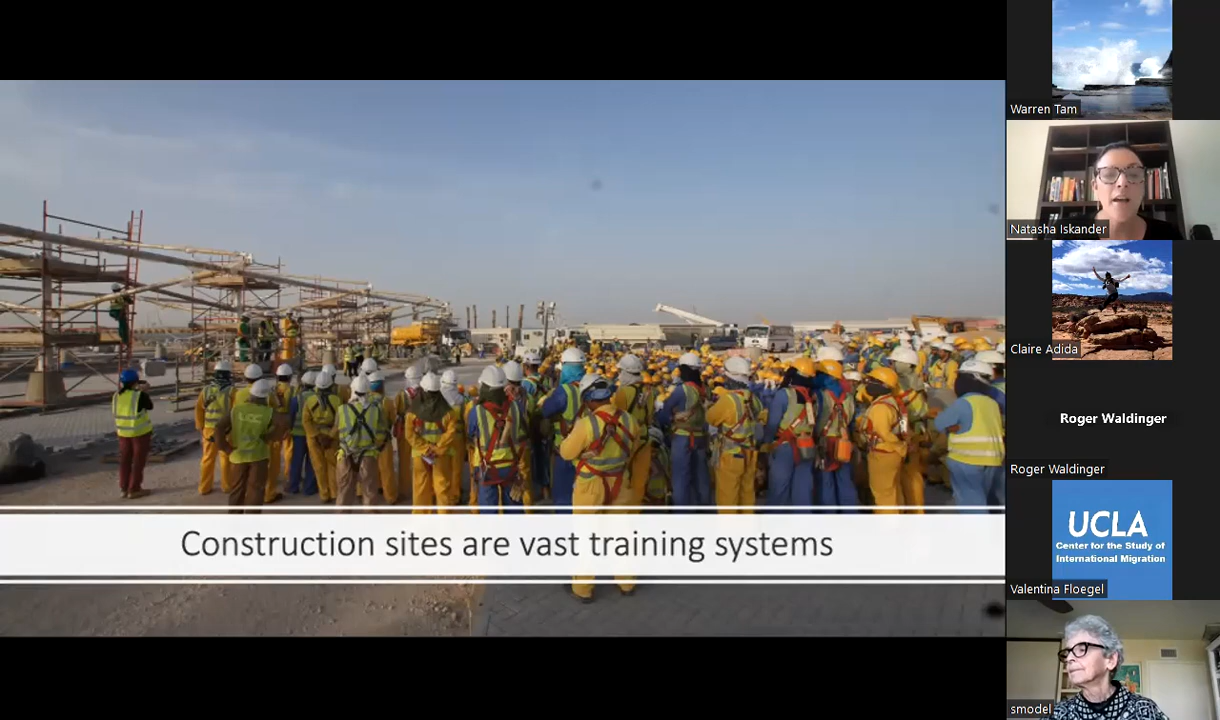 Construction sites are vast training systems
Warren Tam
Natasha Iskander
Claire Adida
Roger Waldinger
Roger Waldinger
UCLA
Center for the Study of
International Migration
Valentina Floegel
smodel